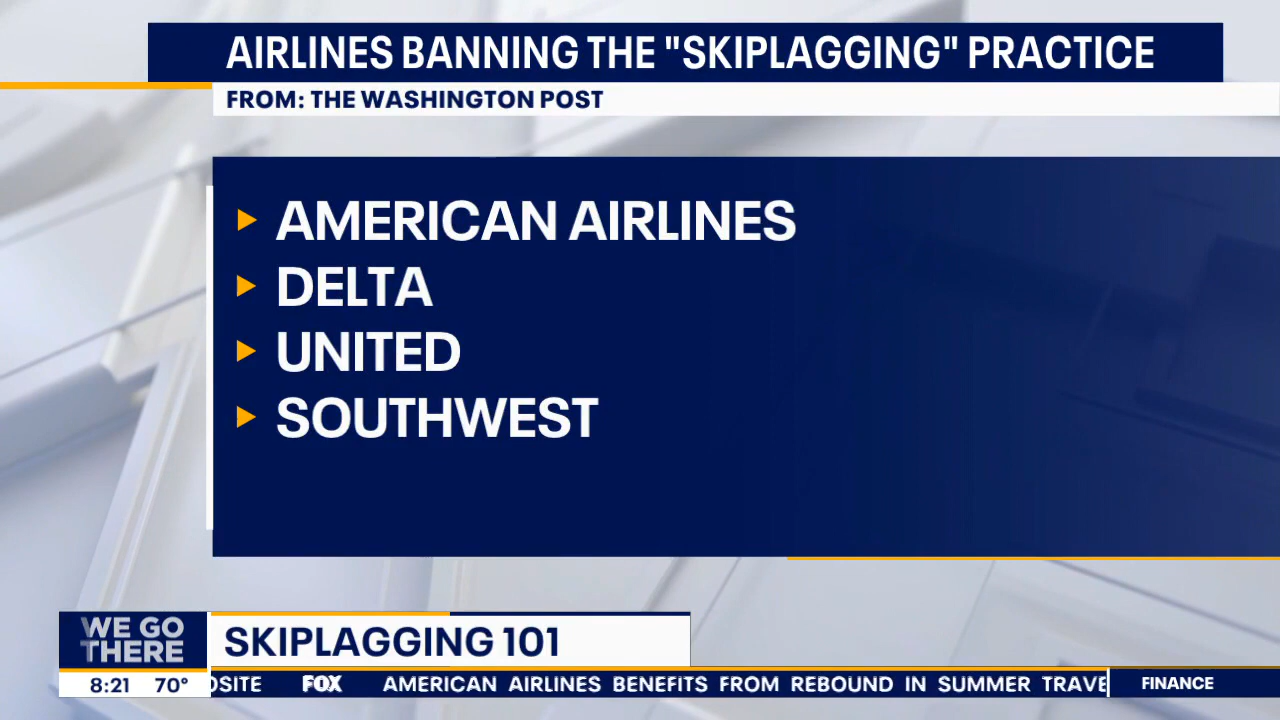 AIRLINES BANNING THE "SKIPLAGGING" PRACTICE
FROM: THE WASHINGTON POST
AMERICAN AIRLINES
DELTA
UNITED
SOUTHWEST
WE GO
THERE
SKIPLAGGING 101
8:21 70°
FOX AMERICAN AIRLINES BENEFITS FROM REBOUND IN SUMMER
FINANCE